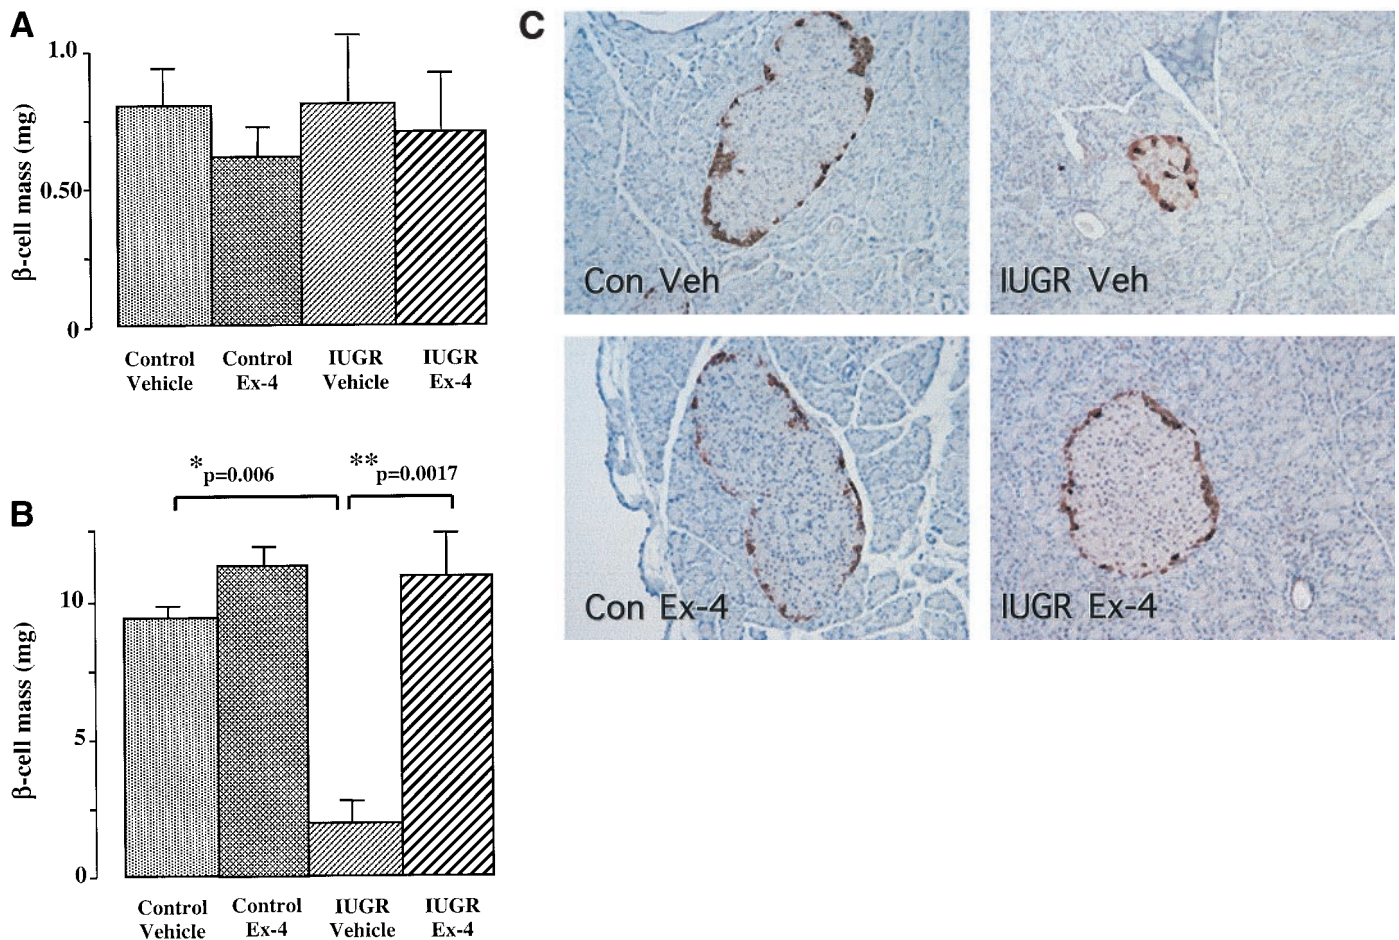 A
β-cell mass (mg)
1.0
0.50
0
Control Vehicle
Control Ex-4
IUGR Vehicle
IUGR Ex-4
B
*p=0.006
**p=0.0017
β-cell mass (mg)
10
5
0
Control Vehicle
Control Ex-4
IUGR Vehicle
IUGR Ex-4
C
Con Veh
IUGR Veh
Con Ex-4
IUGR Ex-4